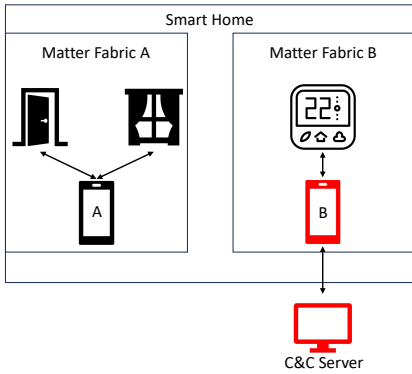 Smart Home
Matter Fabric A
Matter Fabric B
22
A
B
C&C Server